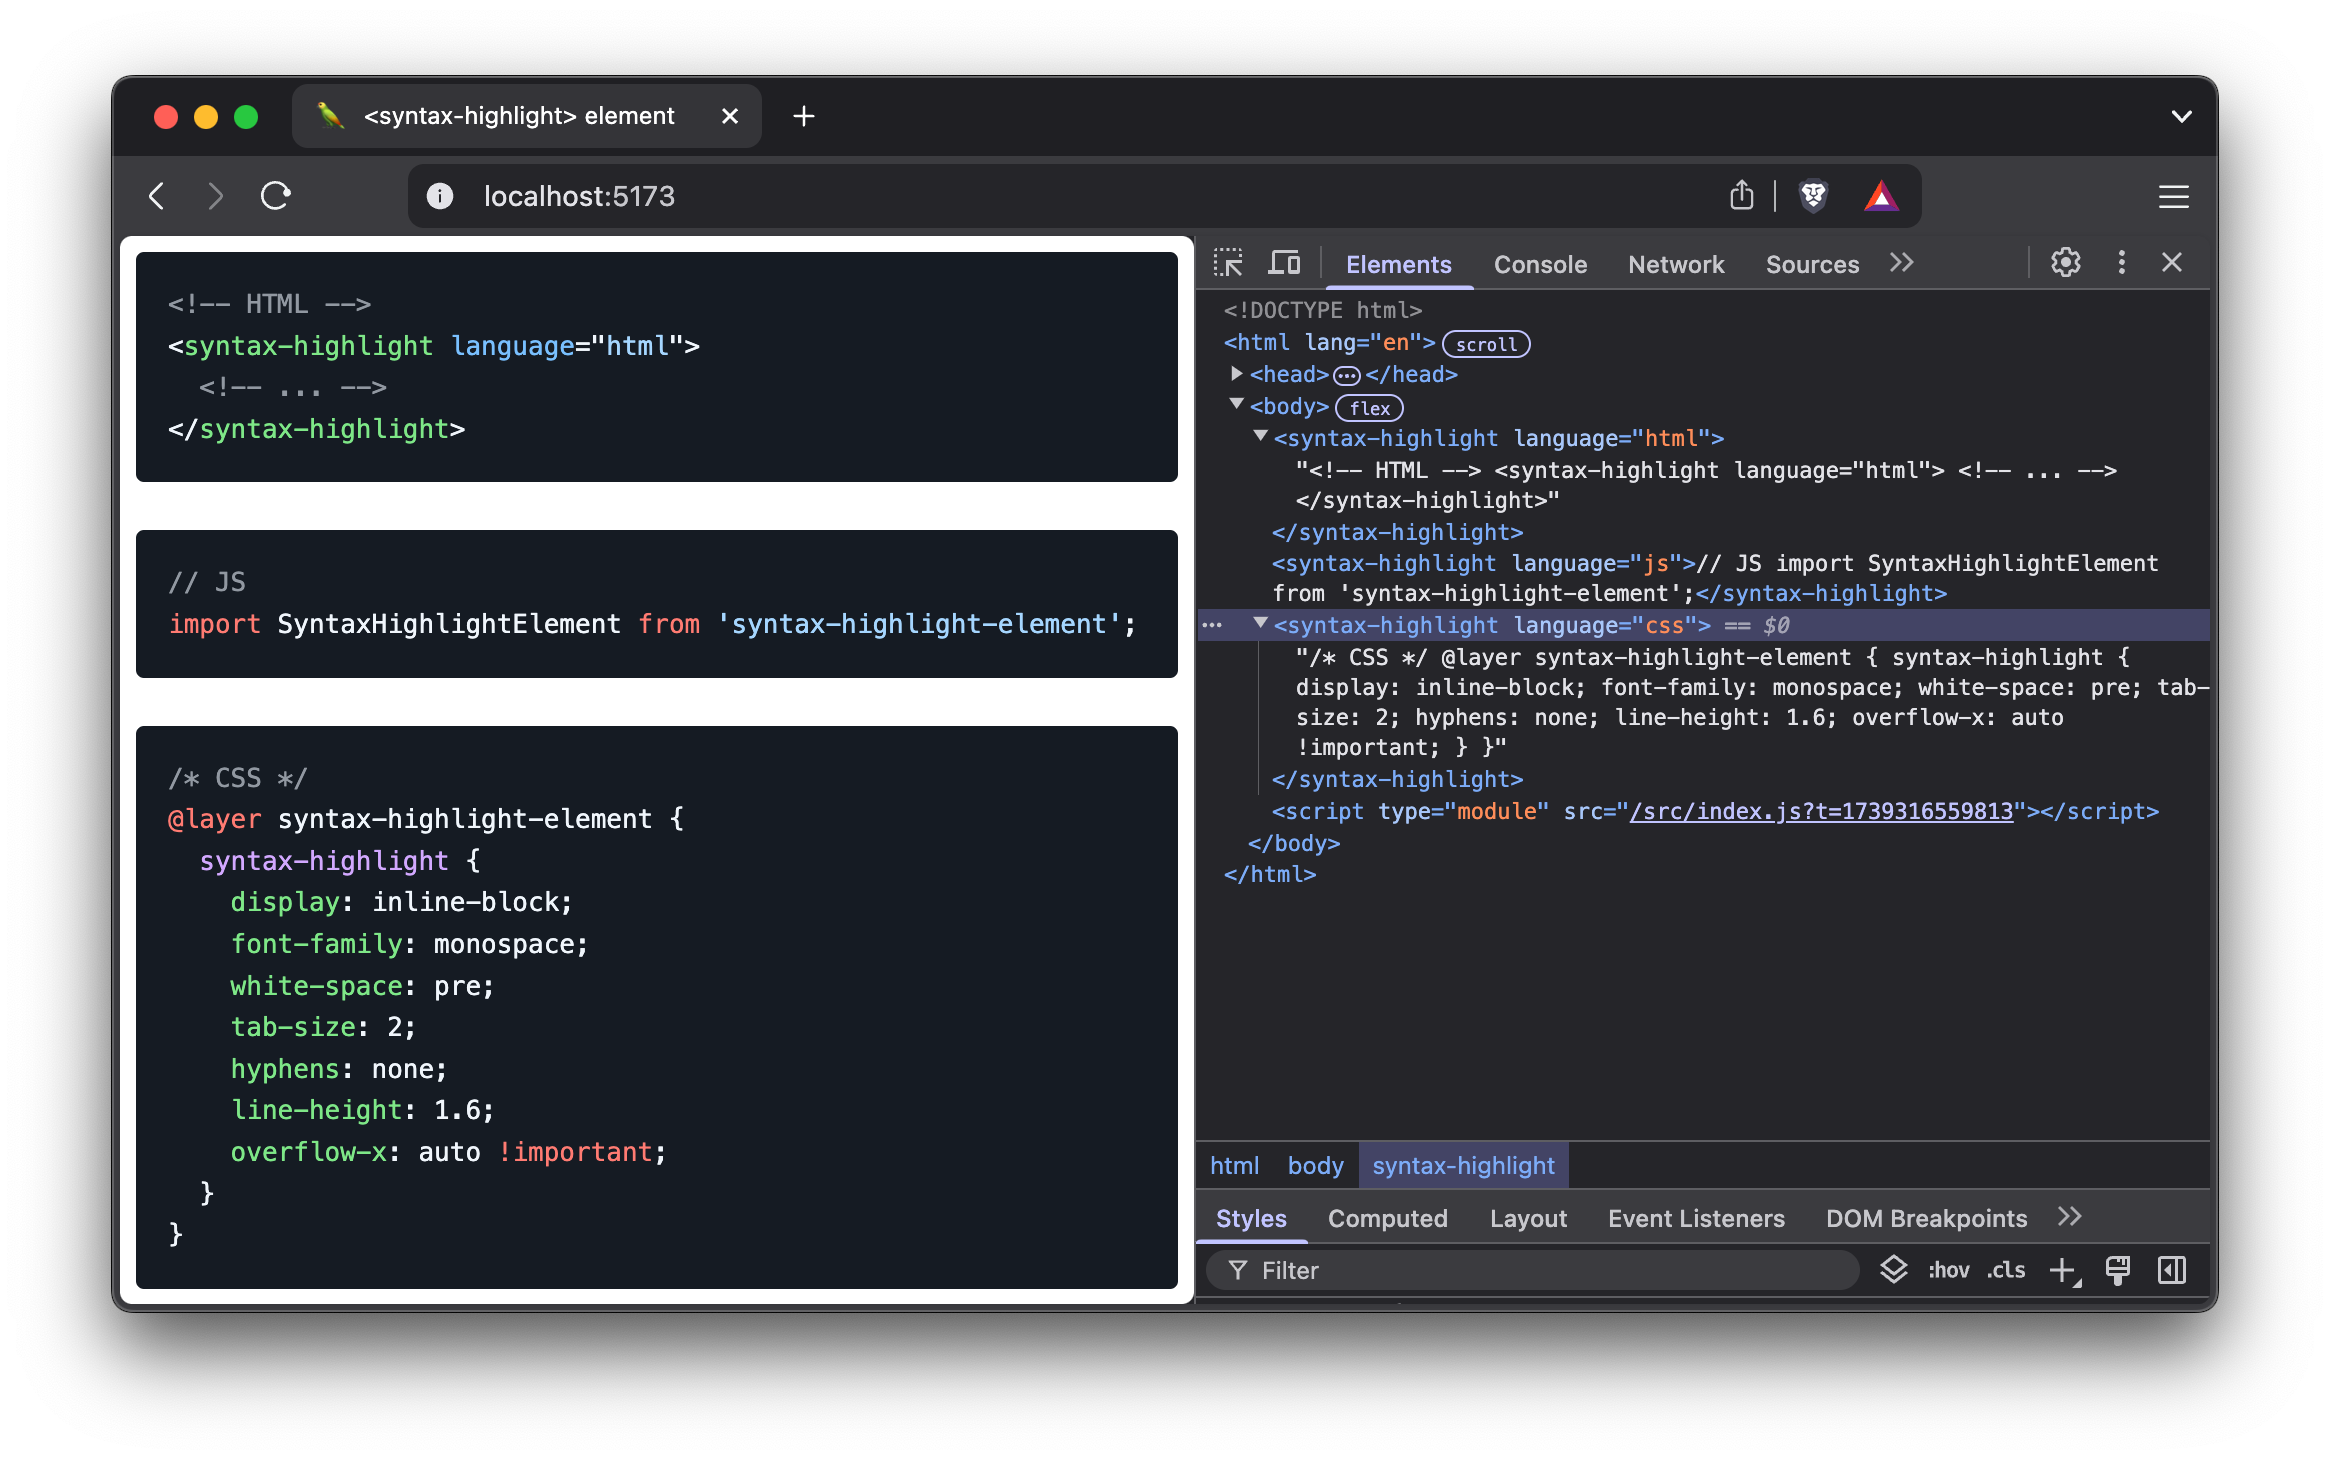 <syntax-highlight> element
localhost:5173
<!-- HTML -->
<syntax-highlight language="html">
  <!-- ... -->
</syntax-highlight>
// JS
import SyntaxHighlightElement from 'syntax-highlight-element';
/* CSS */
@layer syntax-highlight-element {
  syntax-highlight {
    display: inline-block;
    font-family: monospace;
    white-space: pre;
    tab-size: 2;
    hyphens: none;
    line-height: 1.6;
    overflow-x: auto !important;
  }
}
Elements Console Network Sources
<!DOCTYPE html>
<html lang="en"> scroll
<head> </head>
<body> flex
<syntax-highlight language="html">
"<!-- HTML --> <syntax-highlight language="html"> <!-- ... -->
</syntax-highlight>"
</syntax-highlight>
<syntax-highlight language="js">// JS import SyntaxHighlightElement
from 'syntax-highlight-element';</syntax-highlight>
<syntax-highlight language="css"> == $0
"/* CSS */ @layer syntax-highlight-element { syntax-highlight {
display: inline-block; font-family: monospace; white-space: pre; tab-
size: 2; hyphens: none; line-height: 1.6; overflow-x: auto
!important; } }"
</syntax-highlight>
<script type="module" src="/src/index.js?t=1739316559813"></script>
</body>
</html>
html body syntax-highlight
Styles Computed Layout Event Listeners DOM Breakpoints
Filter :hov .cls